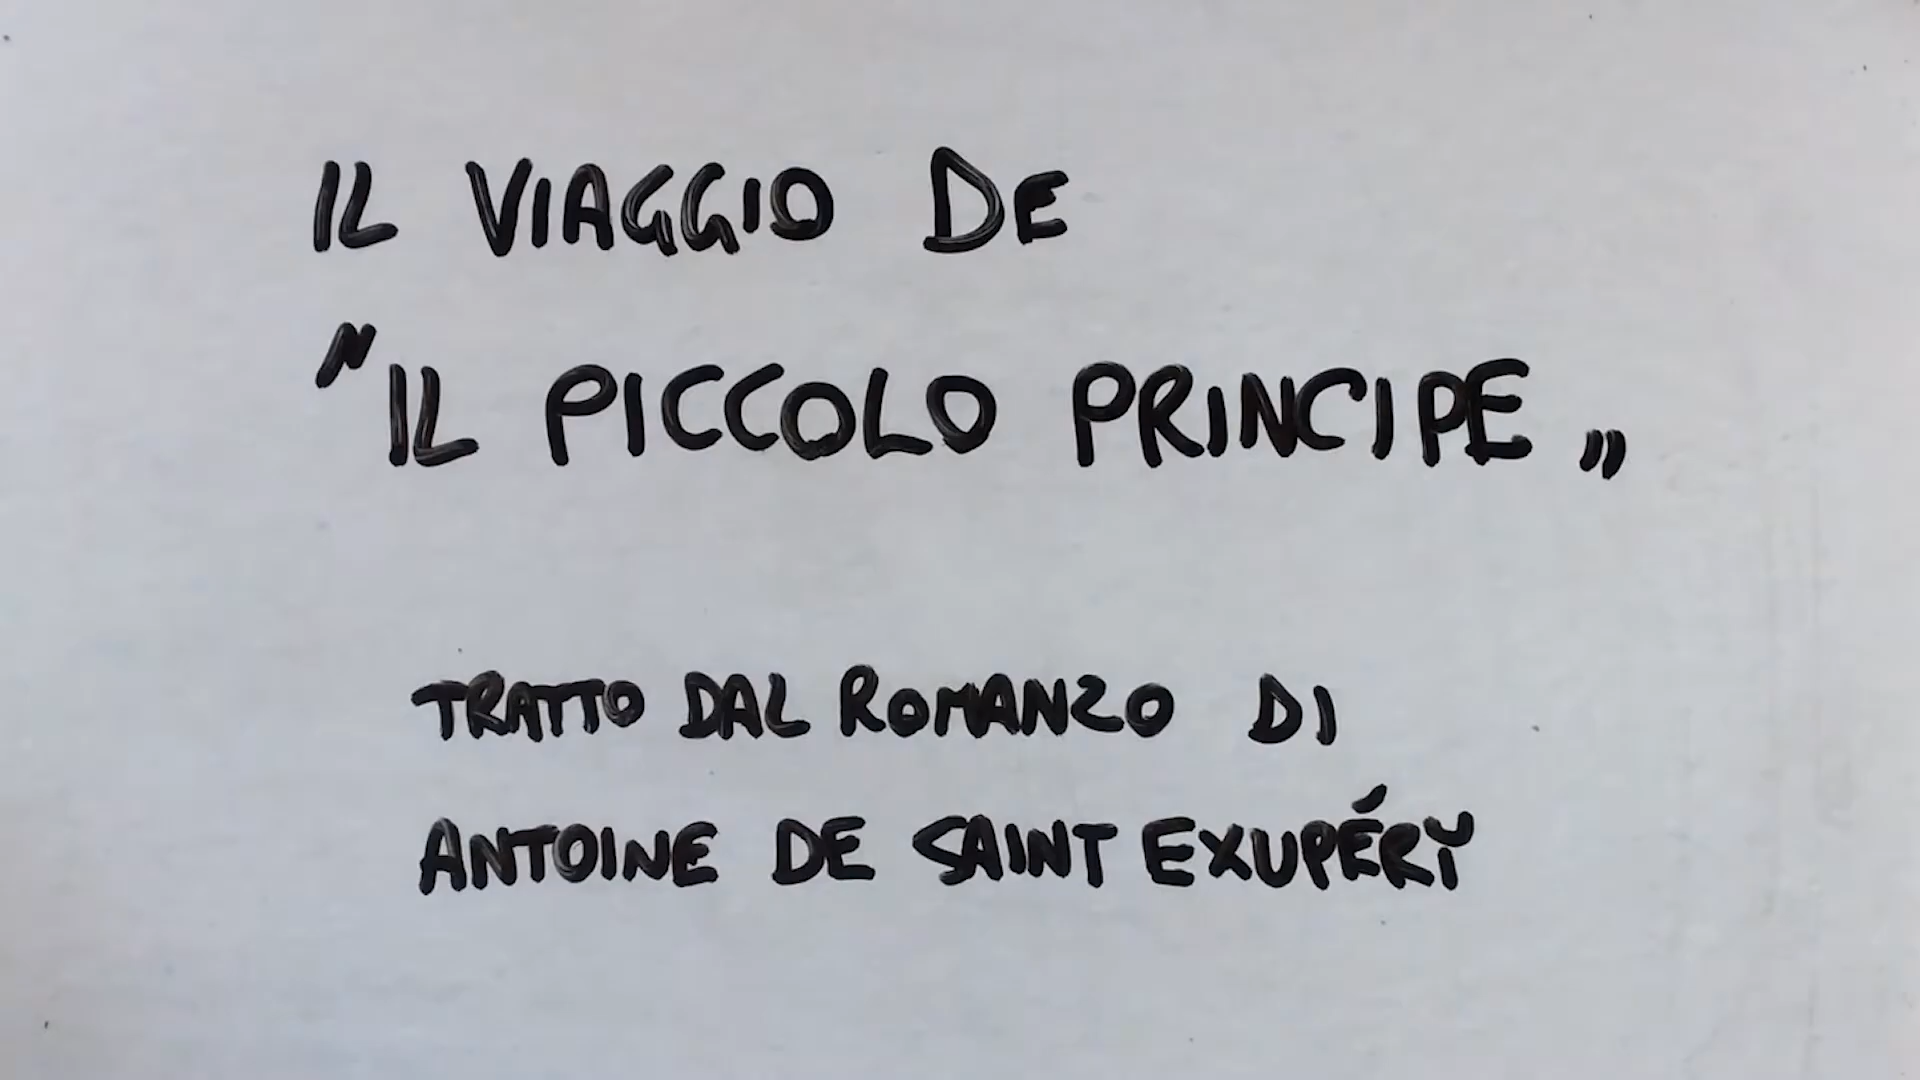 IL VIAGGIO DE
"IL PICCOLO PRINCIPE„
TRATTO DAL ROMANZO DI
ANTOINE DE SAINT EXUPÉRY